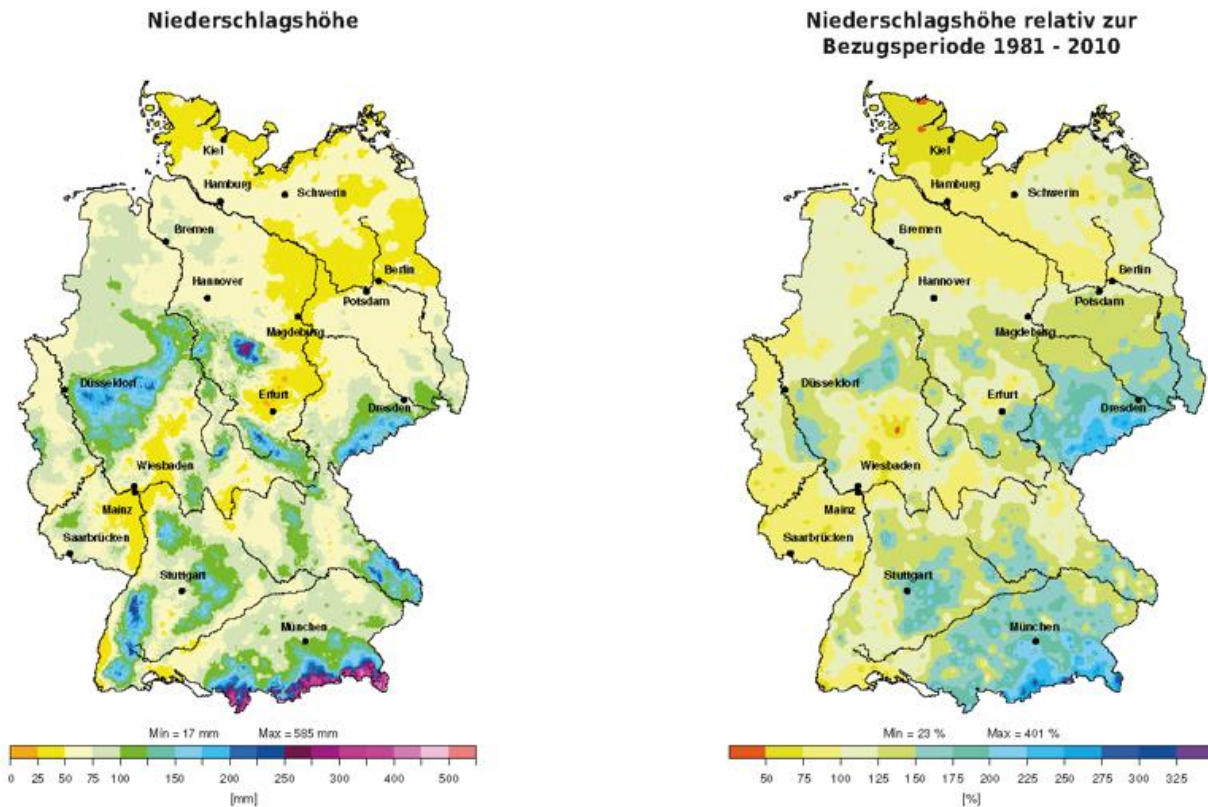 Niederschlagshöhe
Kiel
Hamburg
Schwerin
Bremen
Berlin
Hannover
Potsdam
Magdeburg
Düsseldorf
Erfurt
Dresden
Wiesbaden
Mainz
Saarbrücken
Stuttgart
München
Min = 17 mm Max = 585 mm
0 25 50 75 100 150 200 250 300 400 500
[mm]
Niederschlagshöhe relativ zur
Bezugsperiode 1981 - 2010
Kiel
Hamburg
Schwerin
Bremen
Berlin
Hannover
Potsdam
Magdeburg
Düsseldorf
Erfurt
Dresden
Wiesbaden
Mainz
Saarbrücken
Stuttgart
München
Min = 23 % Max = 401 %
50 75 100 125 150 175 200 225 275 300 325
[%]